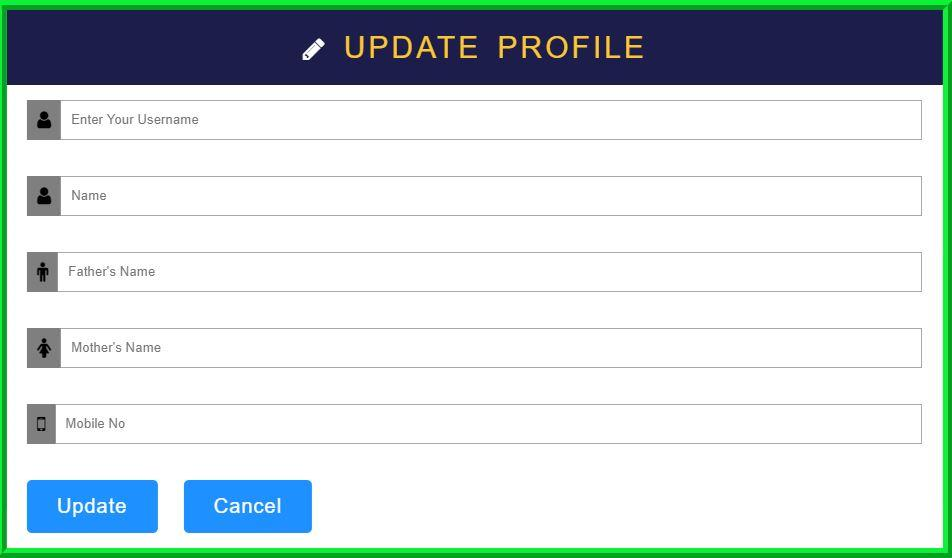 UPDATE PROFILE
Enter Your Username
Name
Father's Name
Mother's Name
Mobile No
Update Cancel